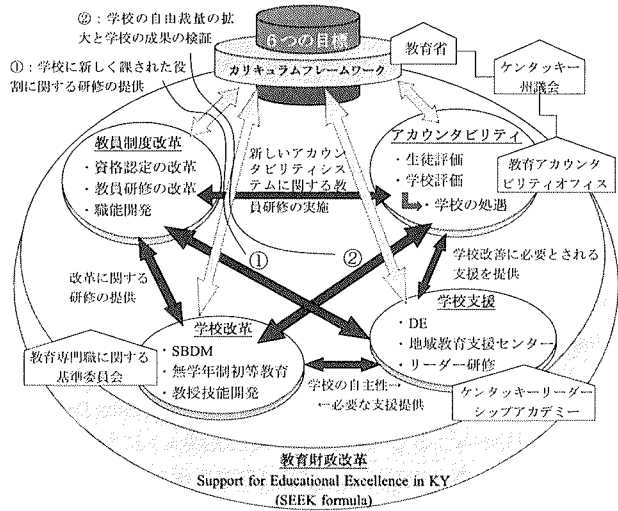 ②：学校の自由裁量の拡
大と学校の成果の検証
①：学校に新しく課された役
割に関する研修の提供
6つの目標
カリキュラムフレームワーク
教育省
ケンタッキー
州議会
教育アカウンタ
ビリティオフィス
教員制度改革
・資格認定の改革
・教員研修の改革
・職能開発
新しいアカウン
タビリティシス
テムに関する教
員研修の実施
アカウンタビリティ
・生徒評価
・学校評価
・学校の処遇
①
②
改革に関する
研修の提供
学校改善に必要とされる
支援を提供
学校改革
・SBDM
・無学年制初等教育
・教授技能開発
学校支援
・DE
・地域教育支援センター
・リーダー研修
教育専門職に関する
基準委員会
学校の自主性→
←必要な支援提供
ケンタッキーリーダー
シップアカデミー
教育財政改革
Support for Educational Excellence in KY
(SEEK formula)